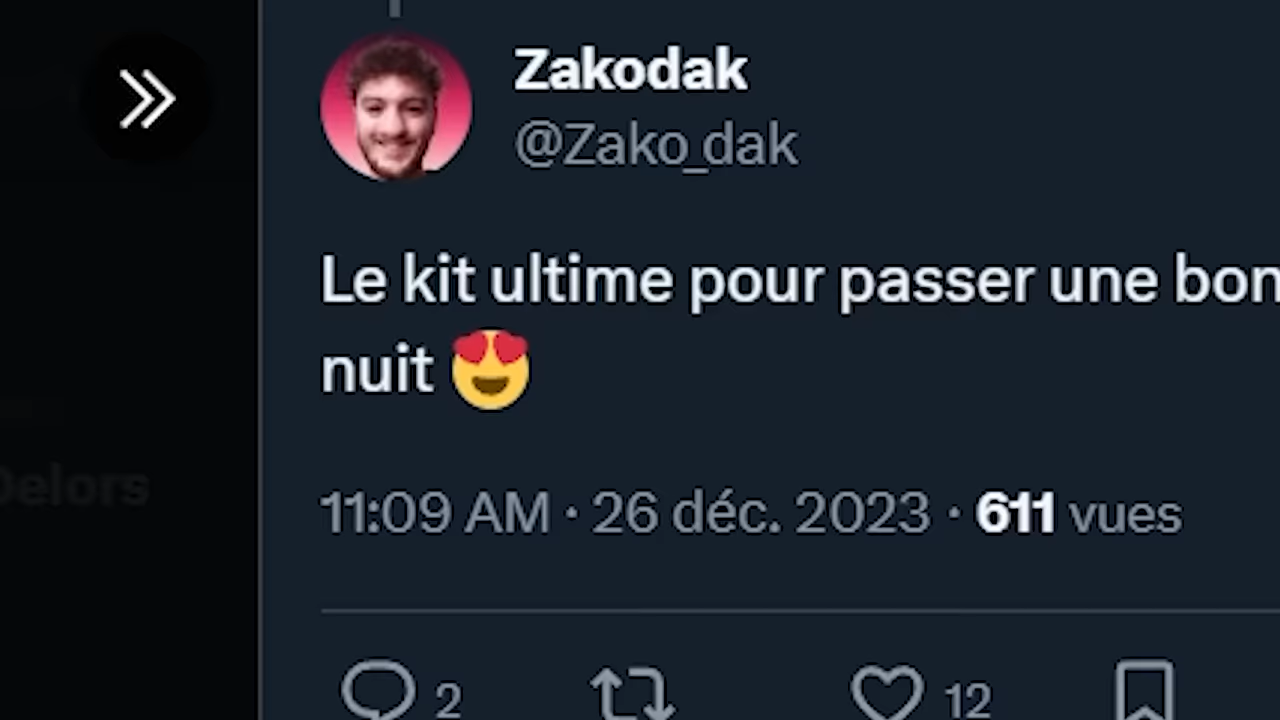 Zakodak
@Zako_dak
Le kit ultime pour passer une bon
nuit 😍
11:09 AM · 26 déc. 2023 · 611 vues
Delors
2 12